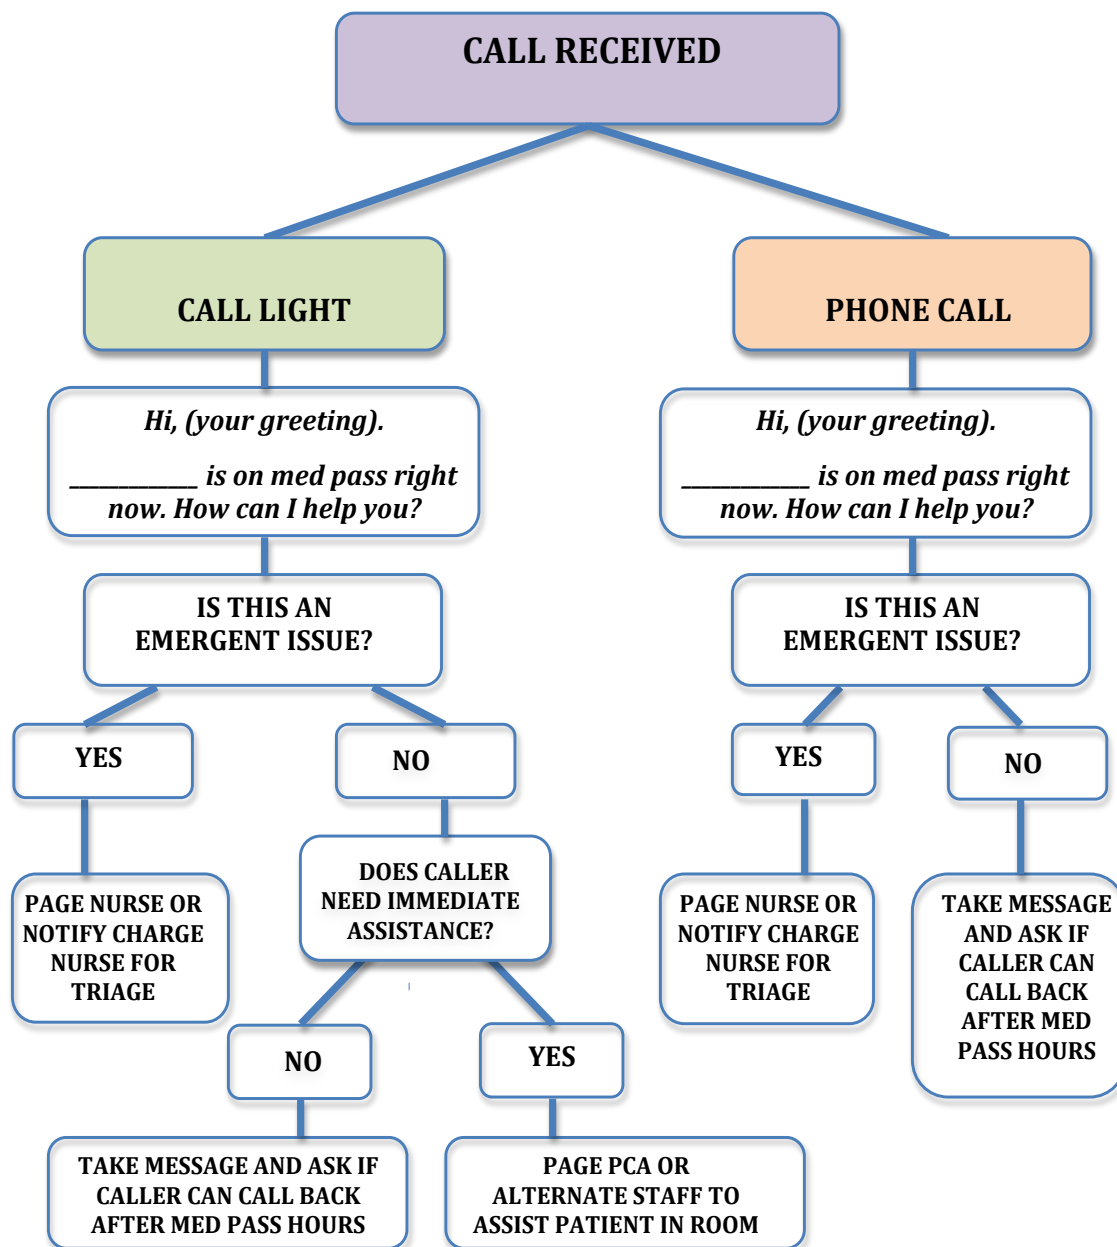 CALL RECEIVED
CALL LIGHT
PHONE CALL
Hi, (your greeting).
_____________ is on med pass right
now. How can I help you?
Hi, (your greeting).
_____________ is on med pass right
now. How can I help you?
IS THIS AN
EMERGENT ISSUE?
IS THIS AN
EMERGENT ISSUE?
YES
NO
YES
NO
PAGE NURSE OR
NOTIFY CHARGE
NURSE FOR
TRIAGE
DOES CALLER
NEED IMMEDIATE
ASSISTANCE?
PAGE NURSE OR
NOTIFY CHARGE
NURSE FOR
TRIAGE
TAKE MESSAGE
AND ASK IF
CALLER CAN
CALL BACK
AFTER MED
PASS HOURS
NO
YES
TAKE MESSAGE AND ASK IF
CALLER CAN CALL BACK
AFTER MED PASS HOURS
PAGE PCA OR
ALTERNATE STAFF TO
ASSIST PATIENT IN ROOM